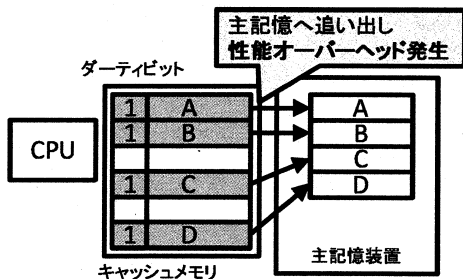 主記憶へ追い出し
性能オーバーヘッド発生
ダーティビット
CPU
1 A
1 B
1 C
1 D
A
B
C
D
キャッシュメモリ
主記憶装置